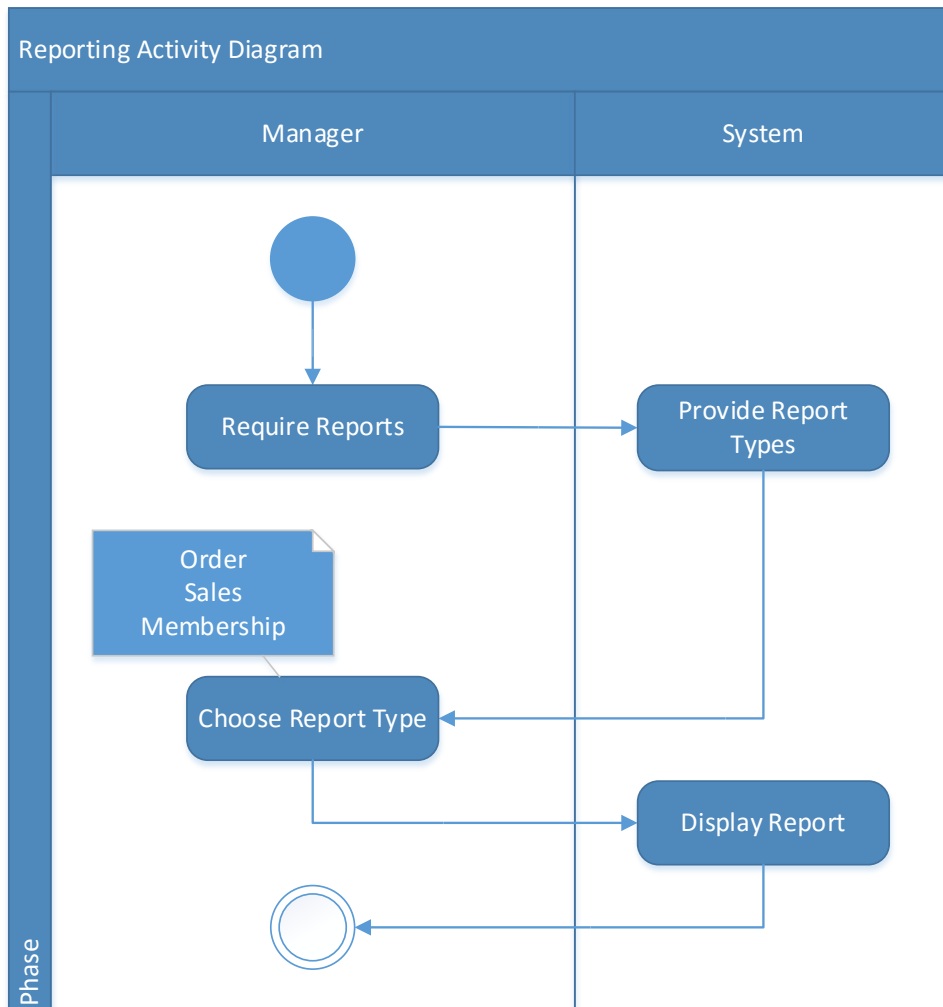 Reporting Activity Diagram
Manager
System
Require Reports
Provide Report
Types
Order
Sales
Membership
Choose Report Type
Display Report
Phase